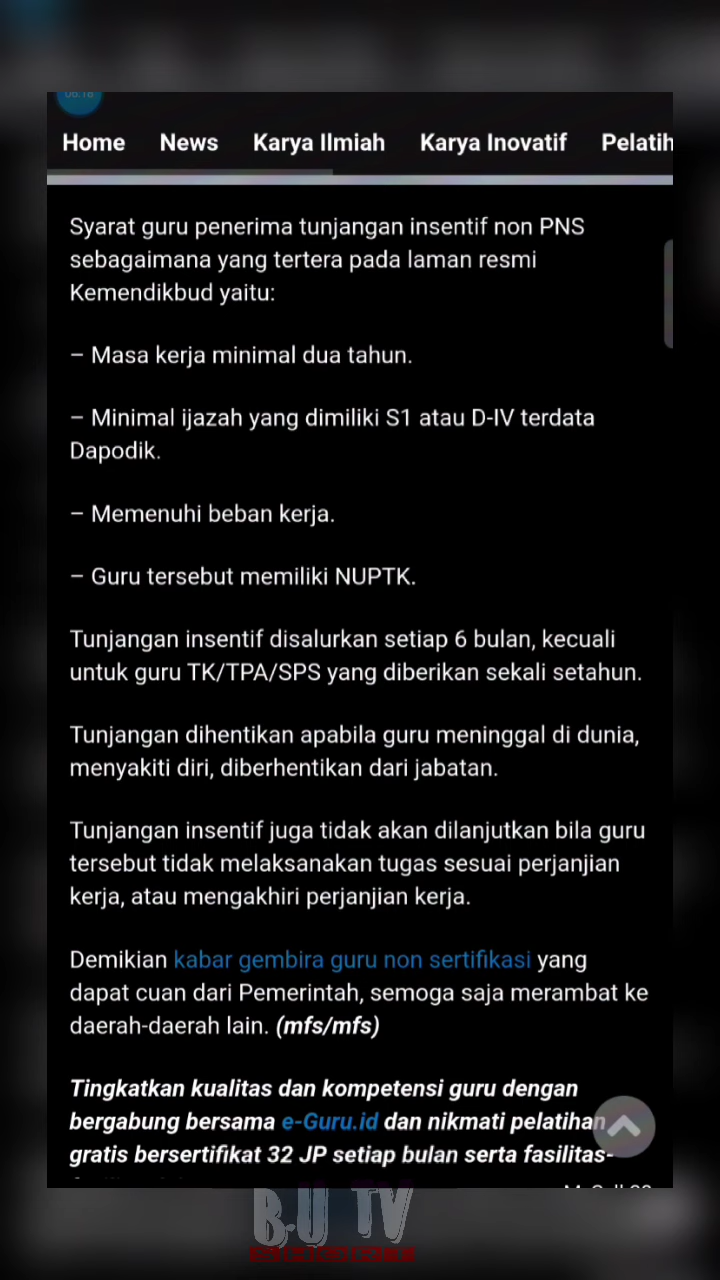 06:18
Home News Karya Ilmiah Karya Inovatif Pelatih
Syarat guru penerima tunjangan insentif non PNS
sebagaimana yang tertera pada laman resmi
Kemendikbud yaitu:
– Masa kerja minimal dua tahun.
– Minimal ijazah yang dimiliki S1 atau D-IV terdata
Dapodik.
– Memenuhi beban kerja.
– Guru tersebut memiliki NUPTK.
Tunjangan insentif disalurkan setiap 6 bulan, kecuali
untuk guru TK/TPA/SPS yang diberikan sekali setahun.
Tunjangan dihentikan apabila guru meninggal di dunia,
menyakiti diri, diberhentikan dari jabatan.
Tunjangan insentif juga tidak akan dilanjutkan bila guru
tersebut tidak melaksanakan tugas sesuai perjanjian
kerja, atau mengakhiri perjanjian kerja.
Demikian kabar gembira guru non sertifikasi yang
dapat cuan dari Pemerintah, semoga saja merambat ke
daerah-daerah lain. (mfs/mfs)
Tingkatkan kualitas dan kompetensi guru dengan
bergabung bersama e-Guru.id dan nikmati pelatihan
gratis bersertifikat 32 JP setiap bulan serta fasilitas-
B.U TV